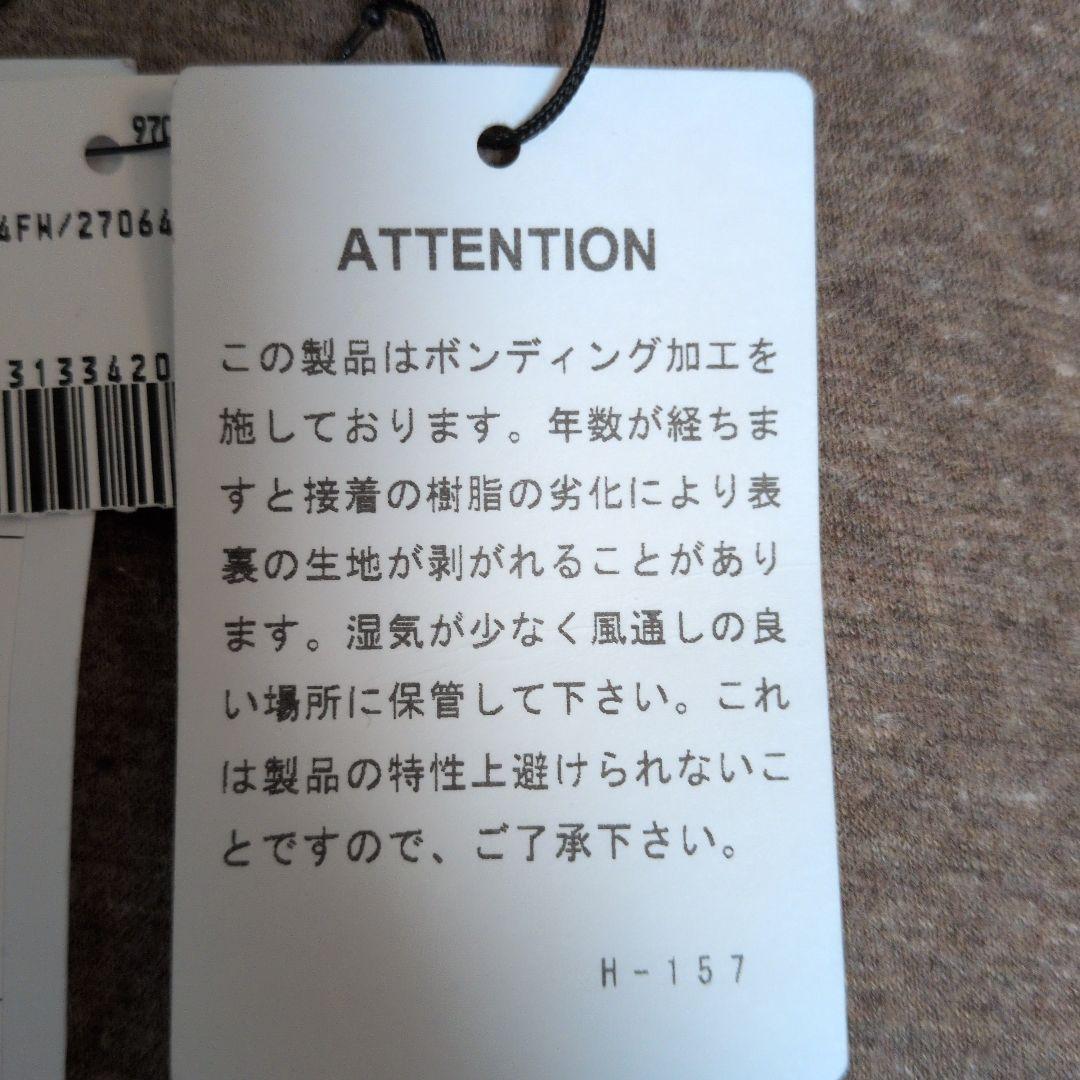 970
4FH/27064
3133420
ATTENTION
この製品はボンディング加工を
施しております。年数が経ちま
すと接着の樹脂の劣化により表
裏の生地が剥がれることがあり
ます。湿気が少なく風通しの良
い場所に保管して下さい。これ
は製品の特性上避けられないこ
とですので、ご了承下さい。
H-157